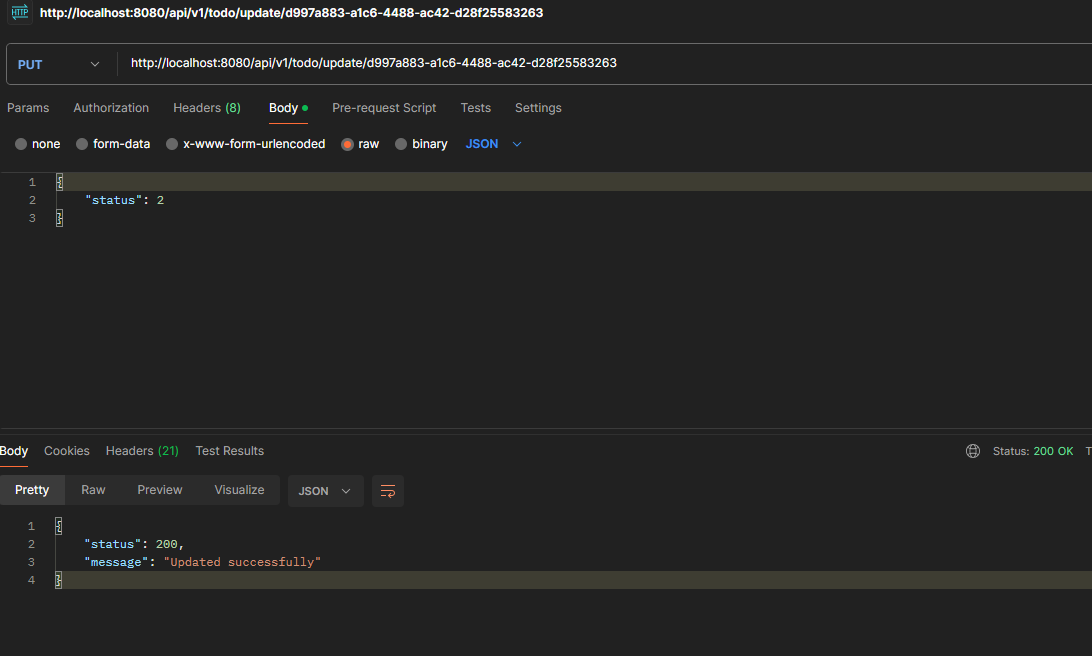 HTTP http://localhost:8080/api/v1/todo/update/d997a883-a1c6-4488-ac42-d28f25583263
PUT http://localhost:8080/api/v1/todo/update/d997a883-a1c6-4488-ac42-d28f25583263
Params Authorization Headers (8) Body Pre-request Script Tests Settings
none form-data x-www-form-urlencoded raw binary JSON
1 {
2 "status": 2
3 }
Body Cookies Headers (21) Test Results Status: 200 OK T
Pretty Raw Preview Visualize JSON
1 {
2 "status": 200,
3 "message": "Updated successfully"
4 }